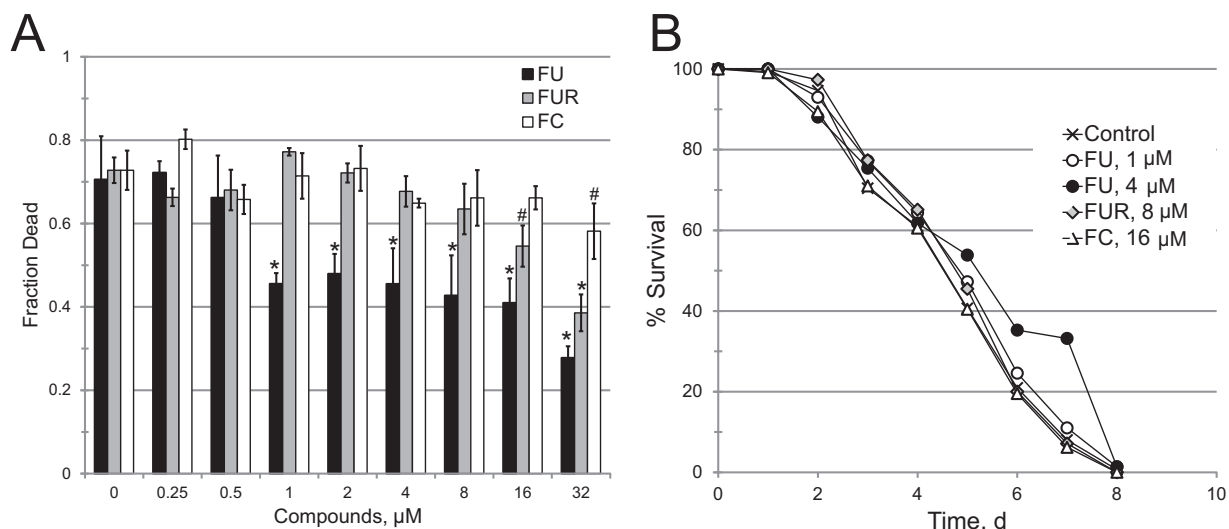 A
1
0.8
0.6
0.4
0.2
0
Fraction Dead
FU
FUR
FC
* * * * * # * * #
0 0.25 0.5 1 2 4 8 16 32
Compounds, µM
B
100
80
60
40
20
0
% Survival
Control
FU, 1 µM
FU, 4 µM
FUR, 8 µM
FC, 16 µM
0 2 4 6 8 10
Time, d